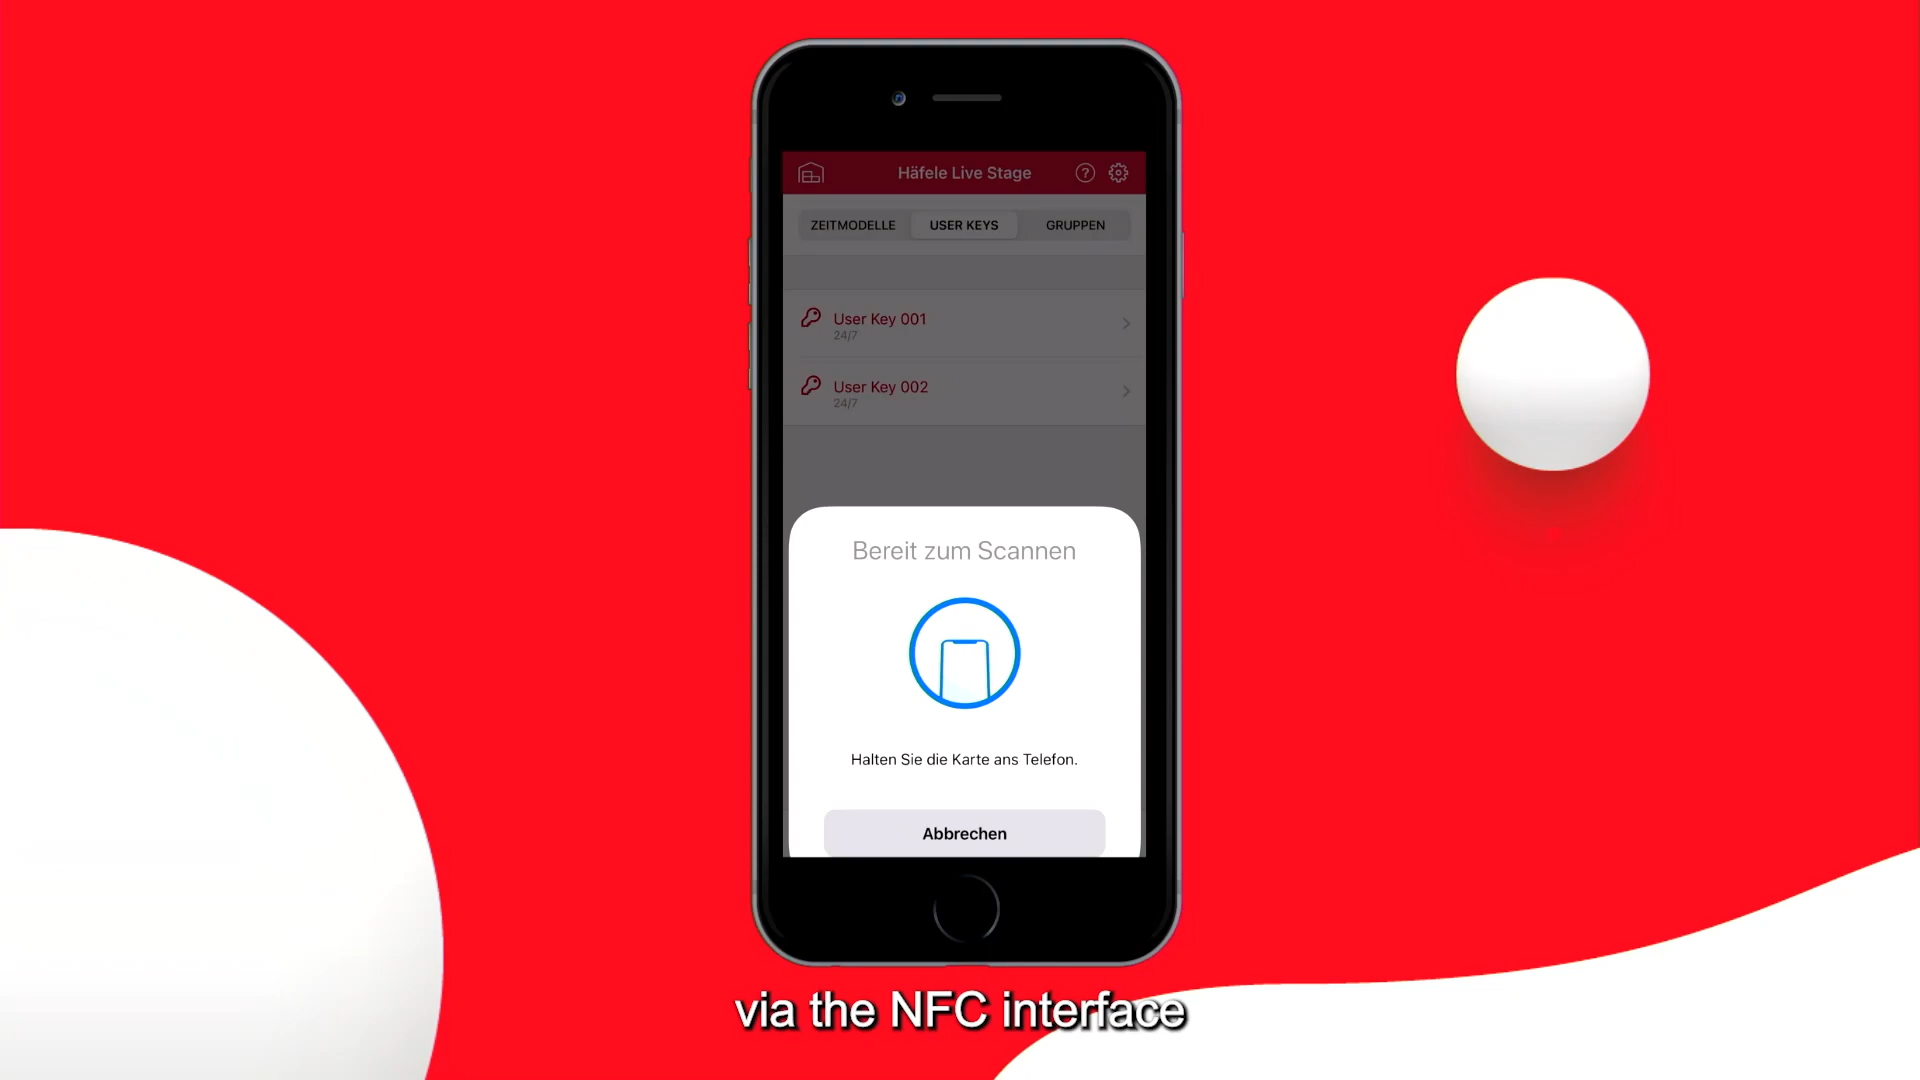 Häfele Live Stage
ZEITMODELLE USER KEYS GRUPPEN
User Key 001
24/7
User Key 002
24/7
Bereit zum Scannen
Halten Sie die Karte ans Telefon.
Abbrechen
via the NFC interface